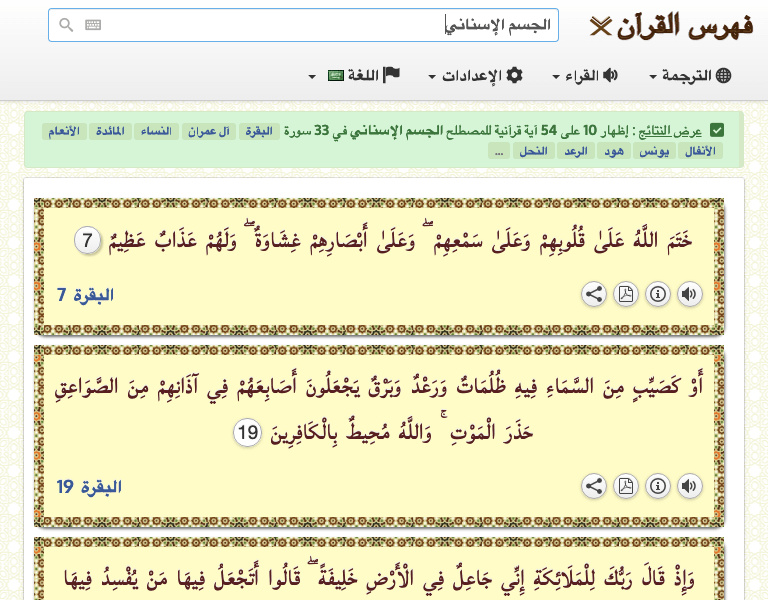 فهرس القرآن
الجسم الإسناني
الترجمة القراء الإعدادات اللغة
عرض النتائج : إظهار 10 على 54 آية قرآنية للمصطلح الجسم الإسناني في 33 سورة البقرة آل عمران النساء المائدة الأنعام
الأنفال يونس هود الرعد النحل ...
خَتَمَ اللَّهُ عَلَىٰ قُلُوبِهِمْ وَعَلَىٰ سَمْعِهِمْ ۖ وَعَلَىٰ أَبْصَارِهِمْ غِشَاوَةٌ ۖ وَلَهُمْ عَذَابٌ عَظِيمٌ 7
البقرة 7
أَوْ كَصَيِّبٍ مِنَ السَّمَاءِ فِيهِ ظُلُمَاتٌ وَرَعْدٌ وَبَرْقٌ يَجْعَلُونَ أَصَابِعَهُمْ فِي آذَانِهِمْ مِنَ الصَّوَاعِقِ
حَذَرَ الْمَوْتِ ۚ وَاللَّهُ مُحِيطٌ بِالْكَافِرِينَ 19
البقرة 19
وَإِذْ قَالَ رَبُّكَ لِلْمَلَائِكَةِ إِنِّي جَاعِلٌ فِي الْأَرْضِ خَلِيفَةً ۖ قَالُوا أَتَجْعَلُ فِيهَا مَنْ يُفْسِدُ فِيهَا